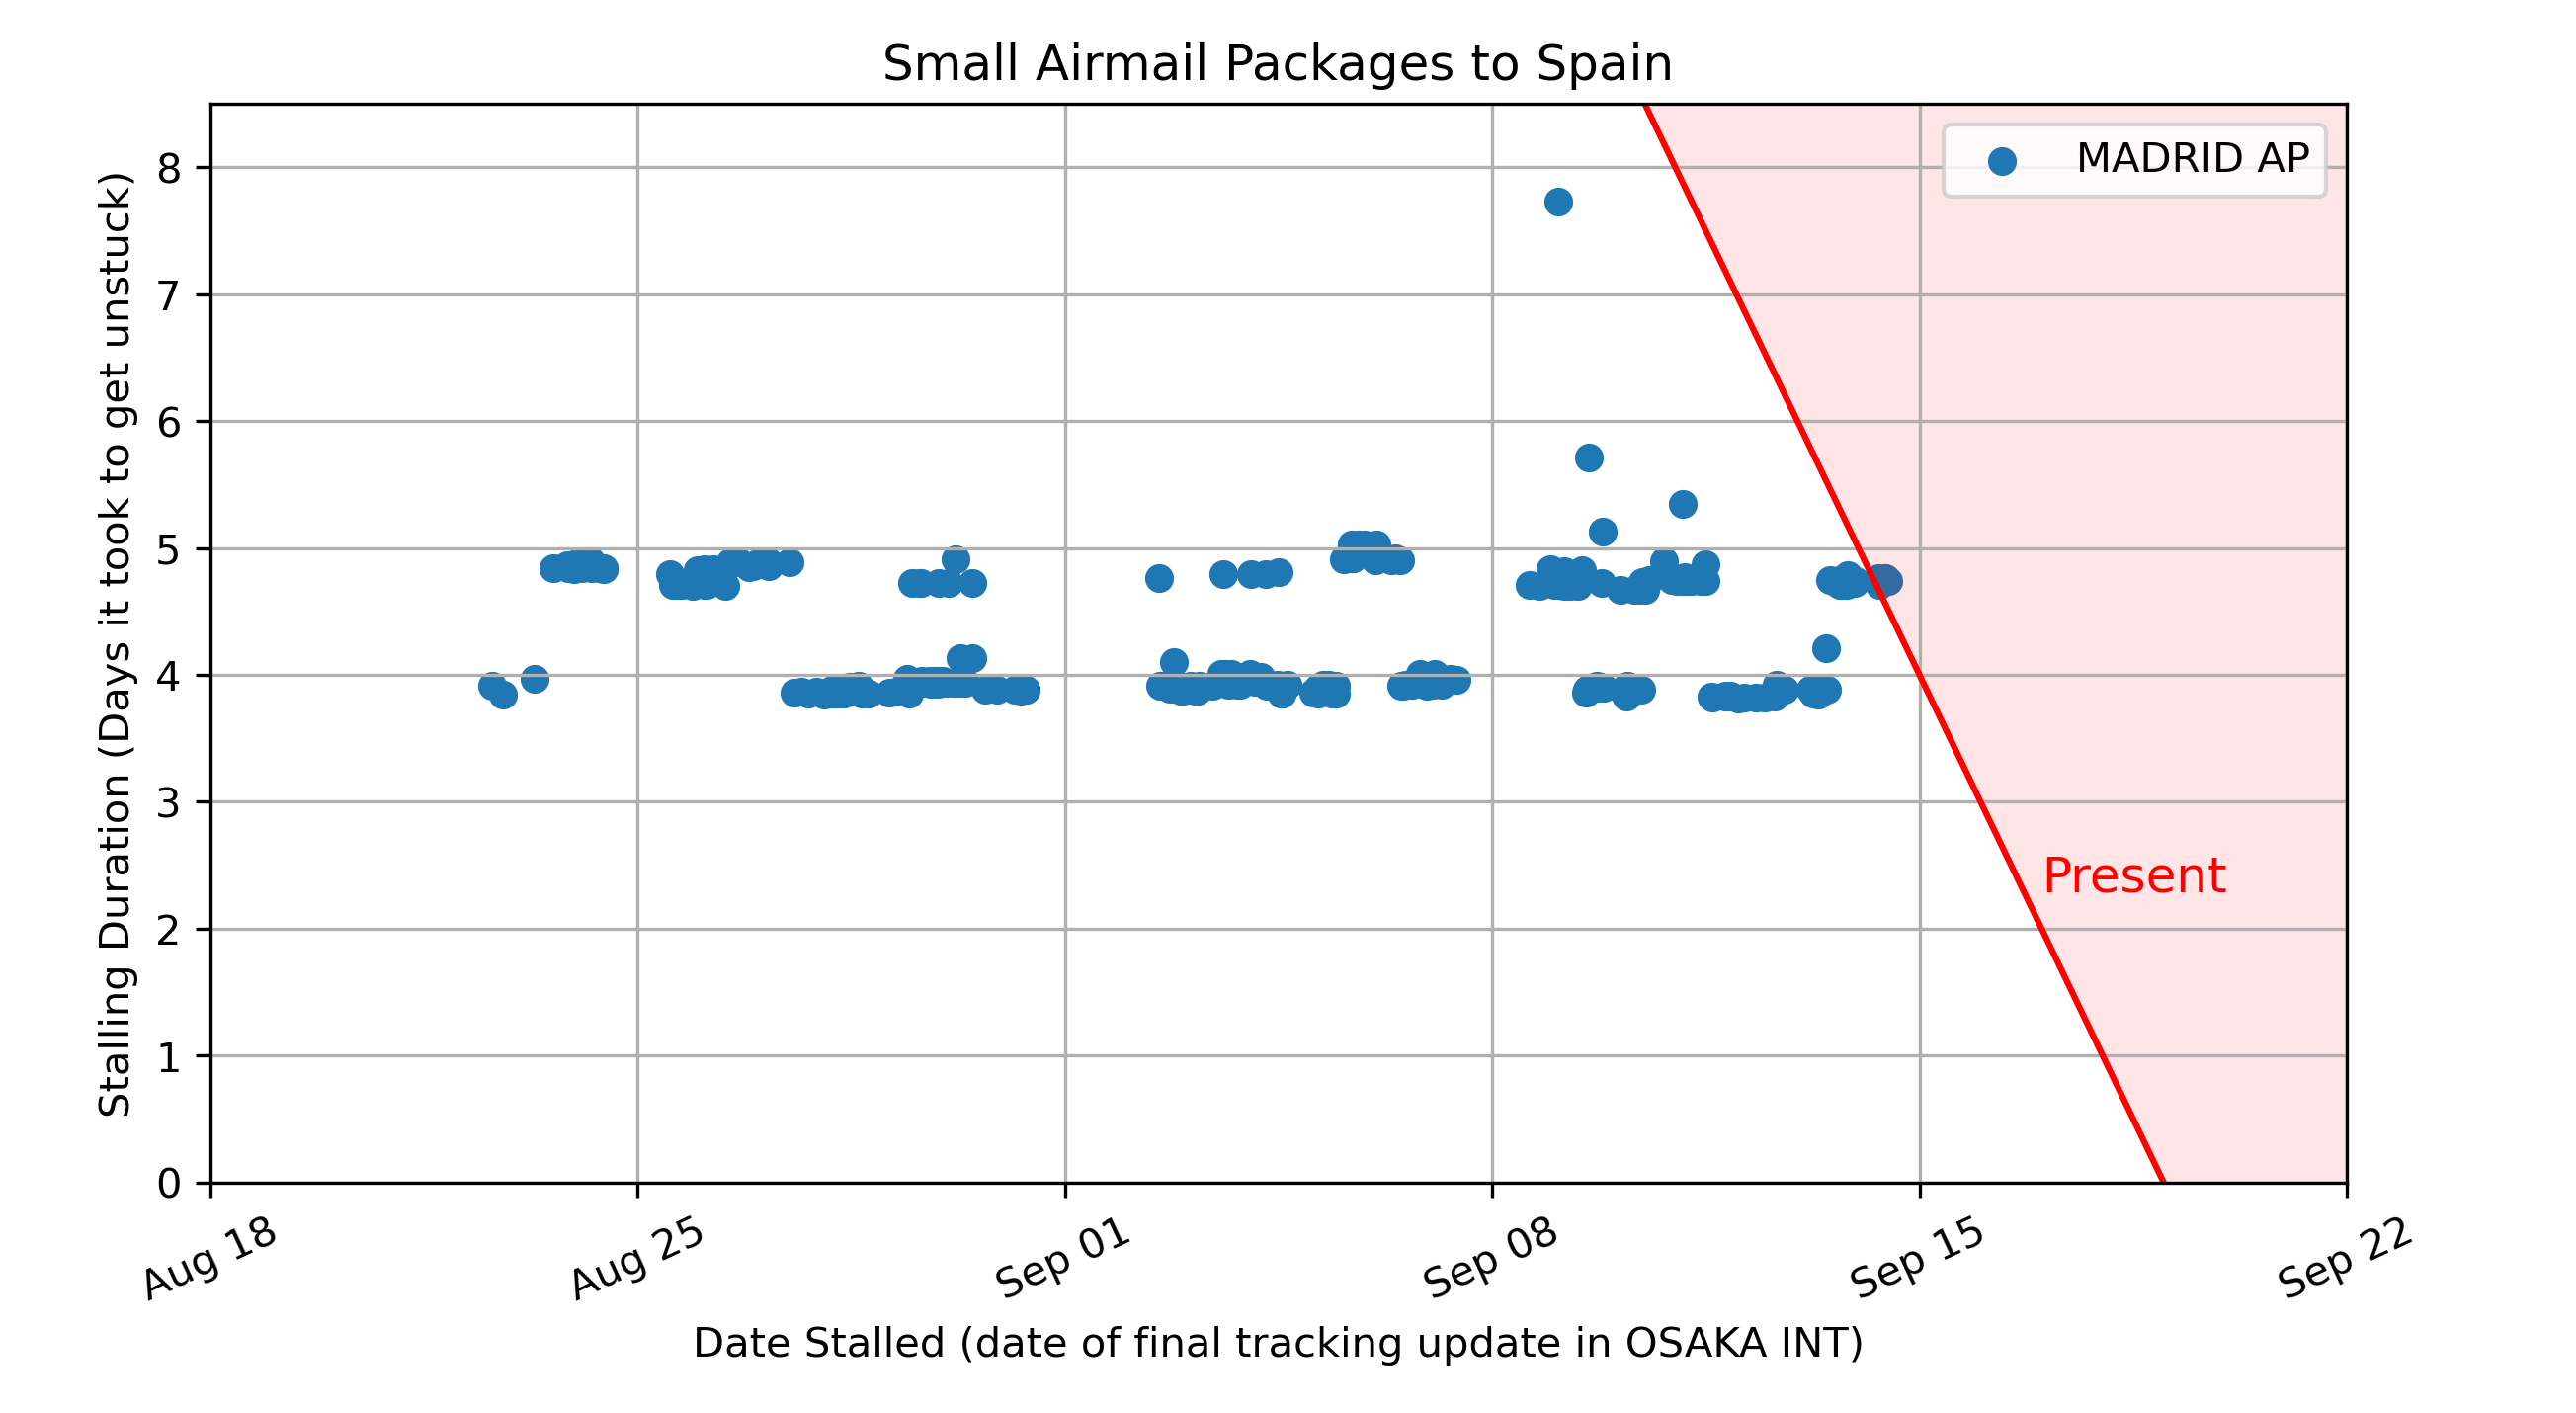 Small Airmail Packages to Spain
MADRID AP
Stalling Duration (Days it took to get unstuck)
8
7
6
5
4
3
2
1
0
Present
Aug 18
Aug 25
Sep 01
Sep 08
Sep 15
Sep 22
Date Stalled (date of final tracking update in OSAKA INT)